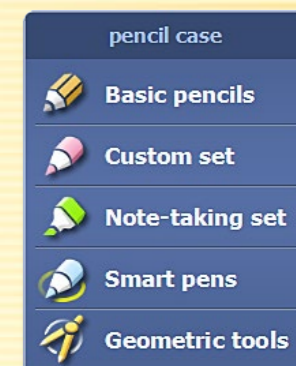 pencil case
Basic pencils
Custom set
Note-taking set
Smart pens
Geometric tools